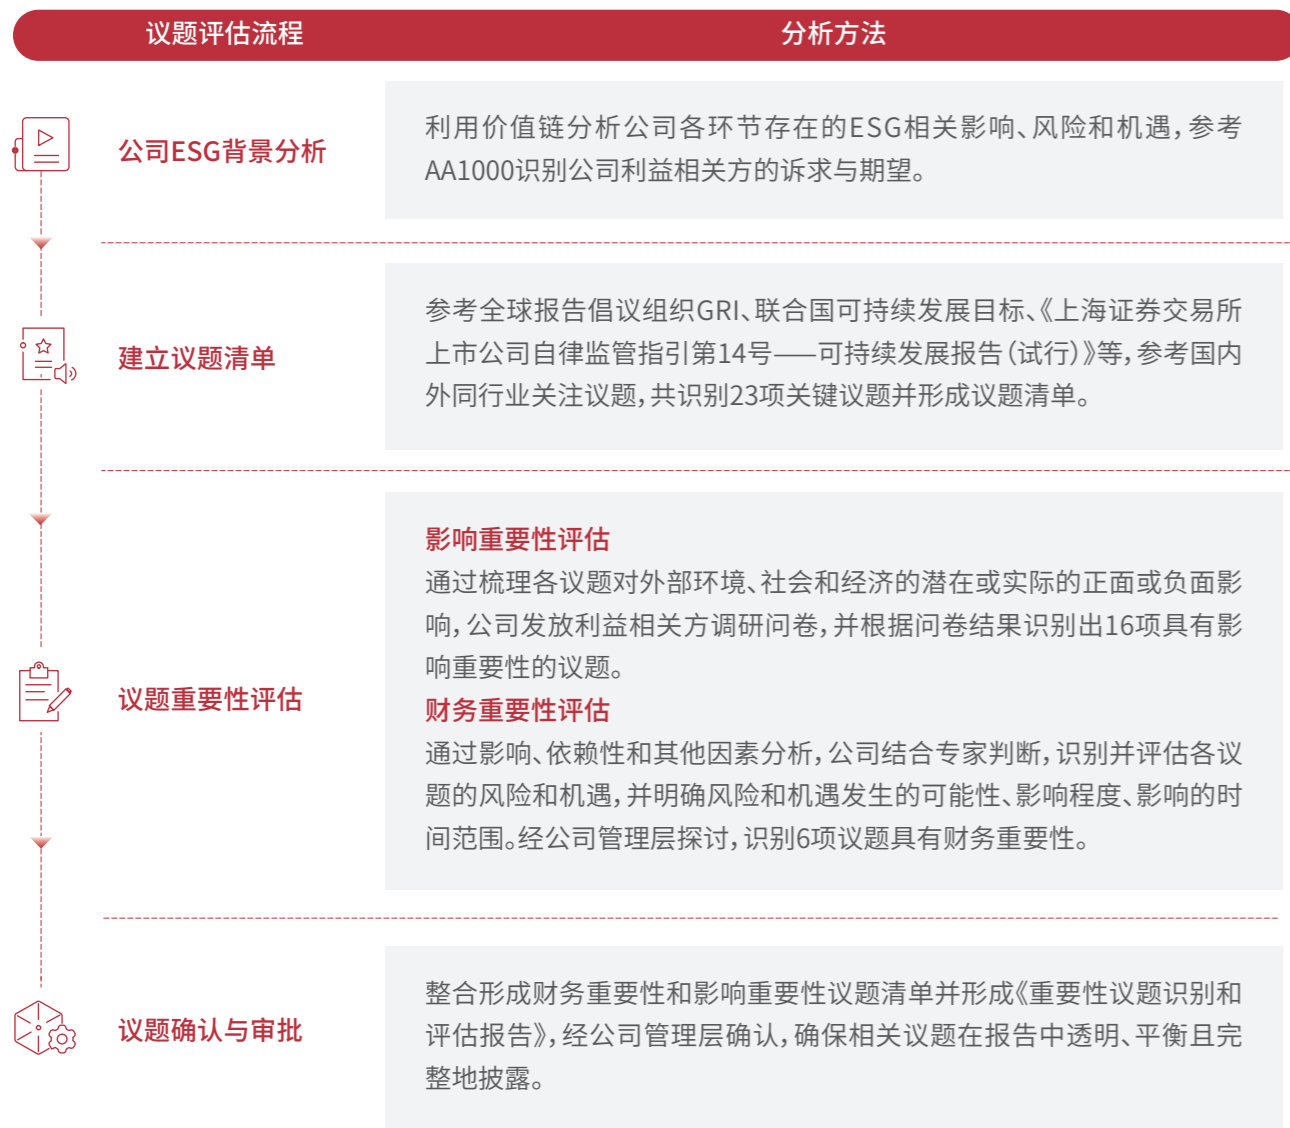 议题评估流程 分析方法
公司ESG背景分析
利用价值链分析公司各环节存在的ESG相关影响、风险和机遇，参考
AA1000识别公司利益相关方的诉求与期望。
建立议题清单
参考全球报告倡议组织GRI、联合国可持续发展目标、《上海证券交易所
上市公司自律监管指引第14号——可持续发展报告（试行）》等，参考国内
外同行业关注议题，共识别23项关键议题并形成议题清单。
议题重要性评估
影响重要性评估
通过梳理各议题对外部环境、社会和经济的潜在或实际的正面或负面影
响，公司发放利益相关方调研问卷，并根据问卷结果识别出16项具有影
响重要性的议题。
财务重要性评估
通过影响、依赖性和其他因素分析，公司结合专家判断，识别并评估各议
题的风险和机遇，并明确风险和机遇发生的可能性、影响程度、影响的时
间范围。经公司管理层探讨，识别6项议题具有财务重要性。
议题确认与审批
整合形成财务重要性和影响重要性议题清单并形成《重要性议题识别和
评估报告》，经公司管理层确认，确保相关议题在报告中透明、平衡且完
整地披露。